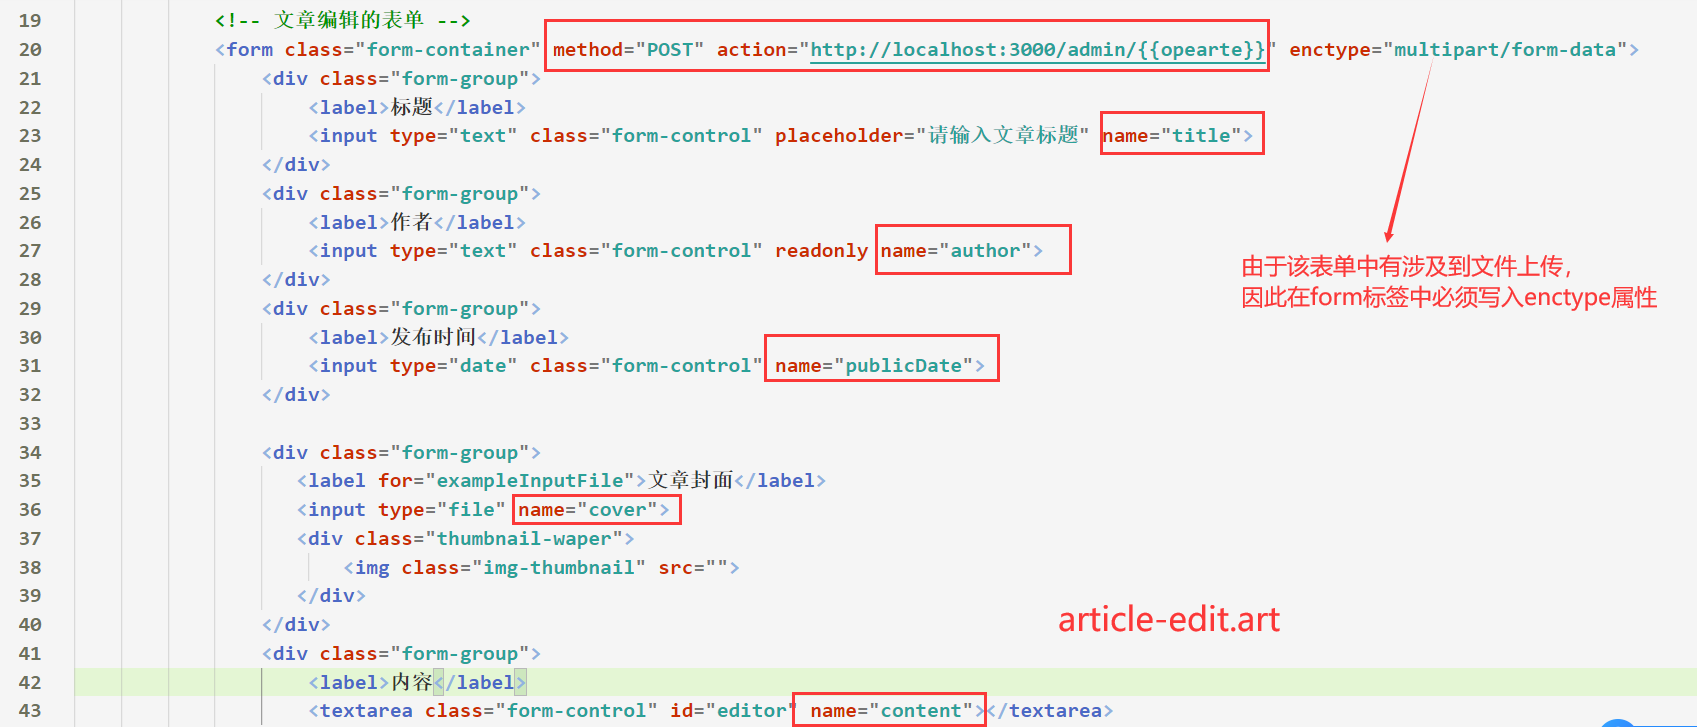 19 <!-- 文章编辑的表单 -->
20 <form class="form-container" method="POST" action="http://localhost:3000/admin/{{opearte}}" enctype="multipart/form-data">
21 <div class="form-group">
22 <label>标题</label>
23 <input type="text" class="form-control" placeholder="请输入文章标题" name="title">
24 </div>
25 <div class="form-group">
26 <label>作者</label>
27 <input type="text" class="form-control" readonly name="author">
由于该表单中有涉及到文件上传，
因此在form标签中必须写入enctype属性
28 </div>
29 <div class="form-group">
30 <label>发布时间</label>
31 <input type="date" class="form-control" name="publicDate">
32 </div>
33
34 <div class="form-group">
35 <label for="exampleInputFile">文章封面</label>
36 <input type="file" name="cover">
37 <div class="thumbnail-waper">
38 <img class="img-thumbnail" src="">
39 </div>
40 </div>
article-edit.art
41 <div class="form-group">
42 <label>内容</label>
43 <textarea class="form-control" id="editor" name="content"></textarea>